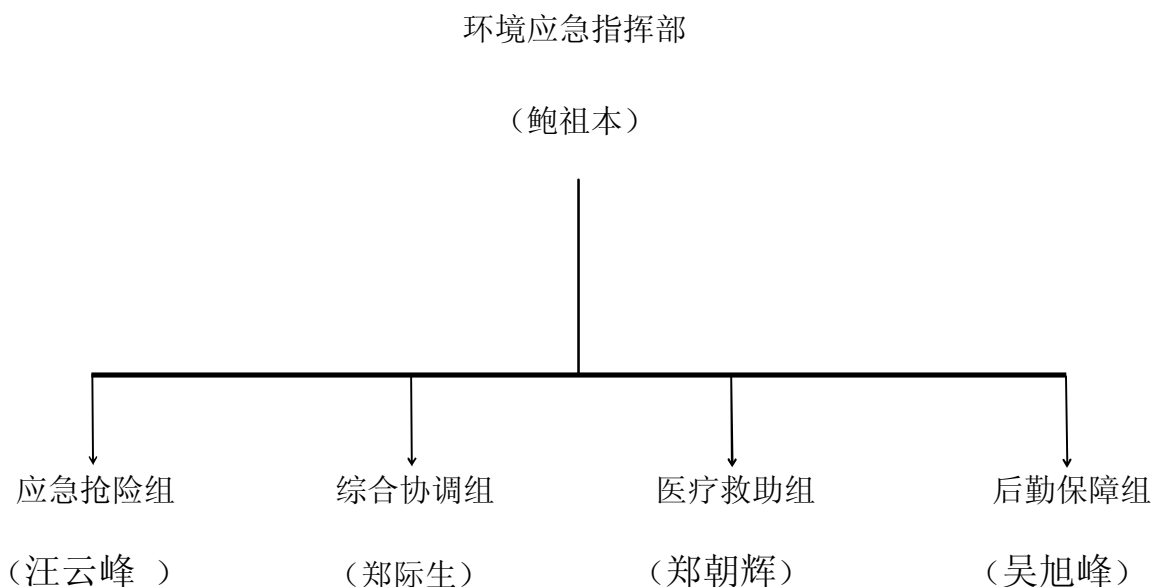 环境应急指挥部
（鲍祖本）
应急抢险组 综合协调组 医疗救助组 后勤保障组
（汪云峰 ） （郑际生） （郑朝辉） （吴旭峰）